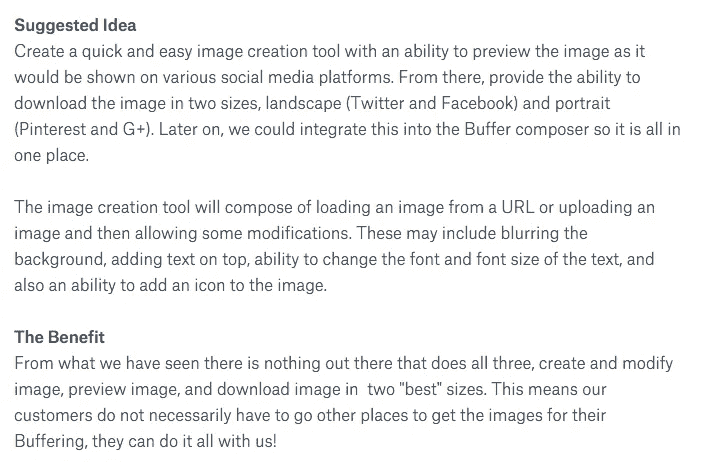 Suggested Idea
Create a quick and easy image creation tool with an ability to preview the image as it
would be shown on various social media platforms. From there, provide the ability to
download the image in two sizes, landscape (Twitter and Facebook) and portrait
(Pinterest and G+). Later on, we could integrate this into the Buffer composer so it is all in
one place.
The image creation tool will compose of loading an image from a URL or uploading an
image and then allowing some modifications. These may include blurring the
background, adding text on top, ability to change the font and font size of the text, and
also an ability to add an icon to the image.
The Benefit
From what we have seen there is nothing out there that does all three, create and modify
image, preview image, and download image in  two "best" sizes. This means our
customers do not necessarily have to go other places to get the images for their
Buffering, they can do it all with us!